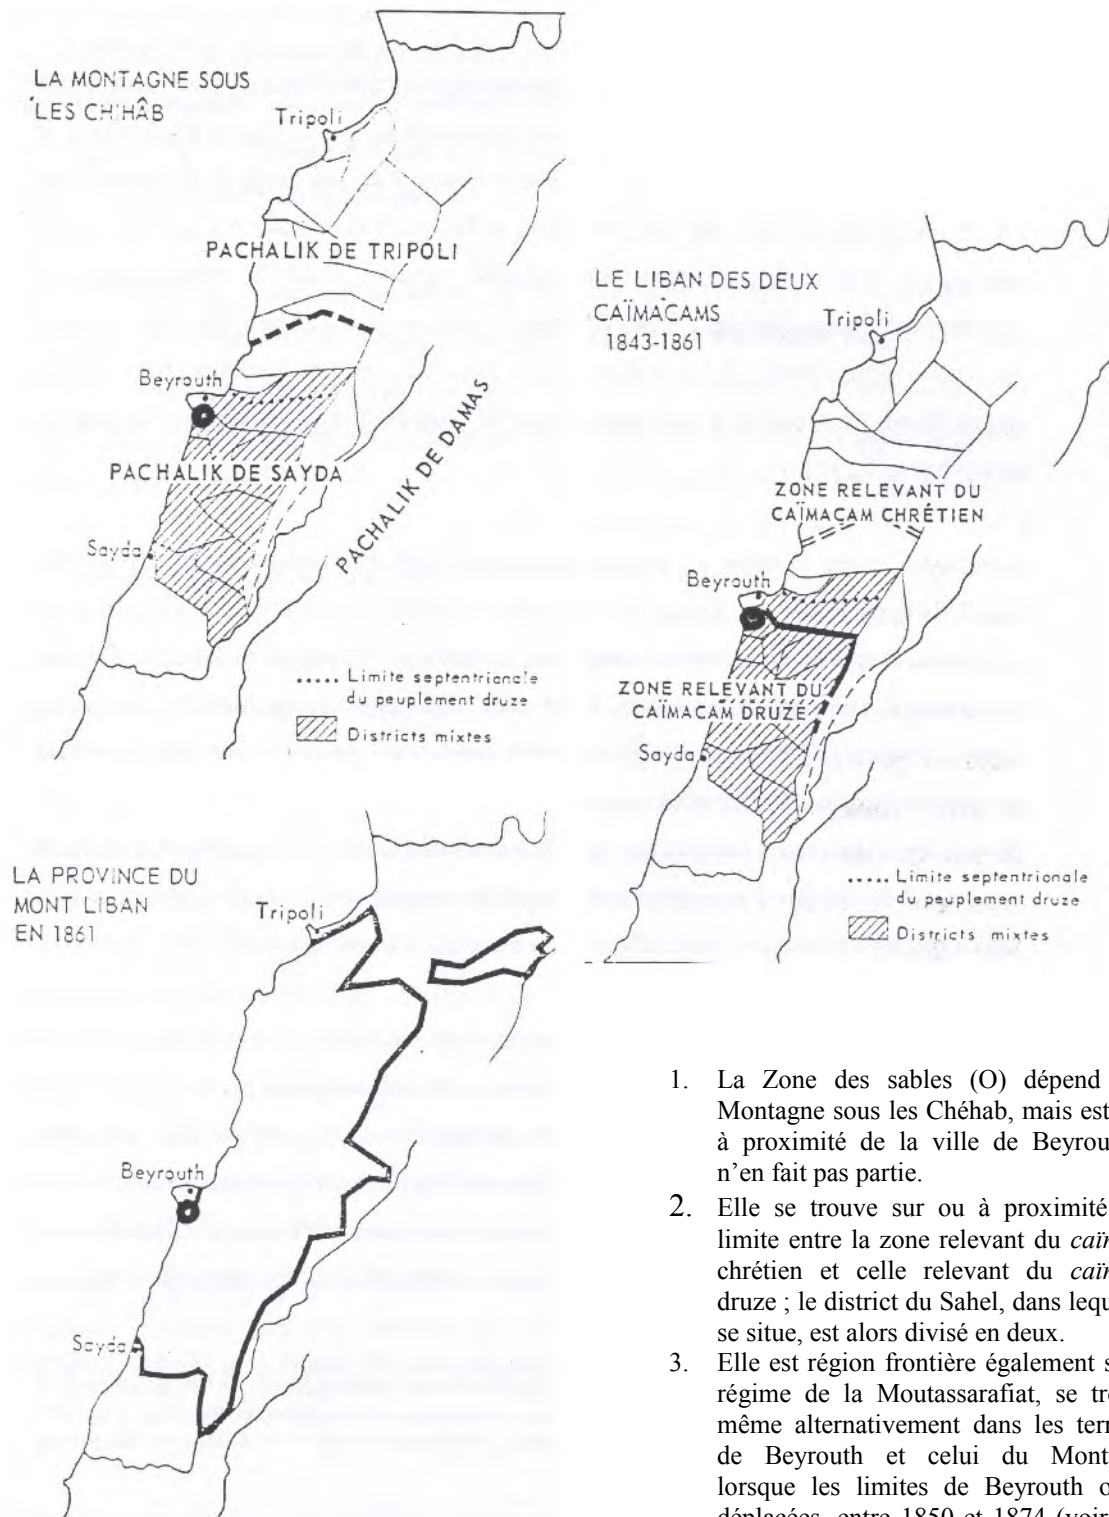 LA MONTAGNE SOUS
LES CHIHÂB
Tripoli
PACHALIK DE TRIPOLI
Beyrouth
PACHALIK DE SAYDA
PACHALIK DE DAMAS
Sayda
..... Limite septentrionale
du peuplement druze
Districts mixtes
LE LIBAN DES DEUX
CAÏMACAMS
1843-1861
Tripoli
ZONE RELEVANT DU
CAÏMACAM CHRÉTIEN
Beyrouth
ZONE RELEVANT DU
CAÏMACAM DRUZE
Sayda
..... Limite septentrionale
du peuplement druze
Districts mixtes
LA PROVINCE DU
MONT LIBAN
EN 1861
Tripoli
Beyrouth
Sayda
1. La Zone des sables (O) dépend
Montagne sous les Chéhab, mais est
à proximité de la ville de Beyrou
n'en fait pas partie.
2. Elle se trouve sur ou à proximité
limite entre la zone relevant du caïm
chrétien et celle relevant du caïm
druze ; le district du Sahel, dans lequ
se situe, est alors divisé en deux.
3. Elle est région frontière également s
régime de la Moutassarafiat, se tro
même alternativement dans les terr
de Beyrouth et celui du Mont
lorsque les limites de Beyrouth o
déplacées, entre 1850 et 1874 (voir